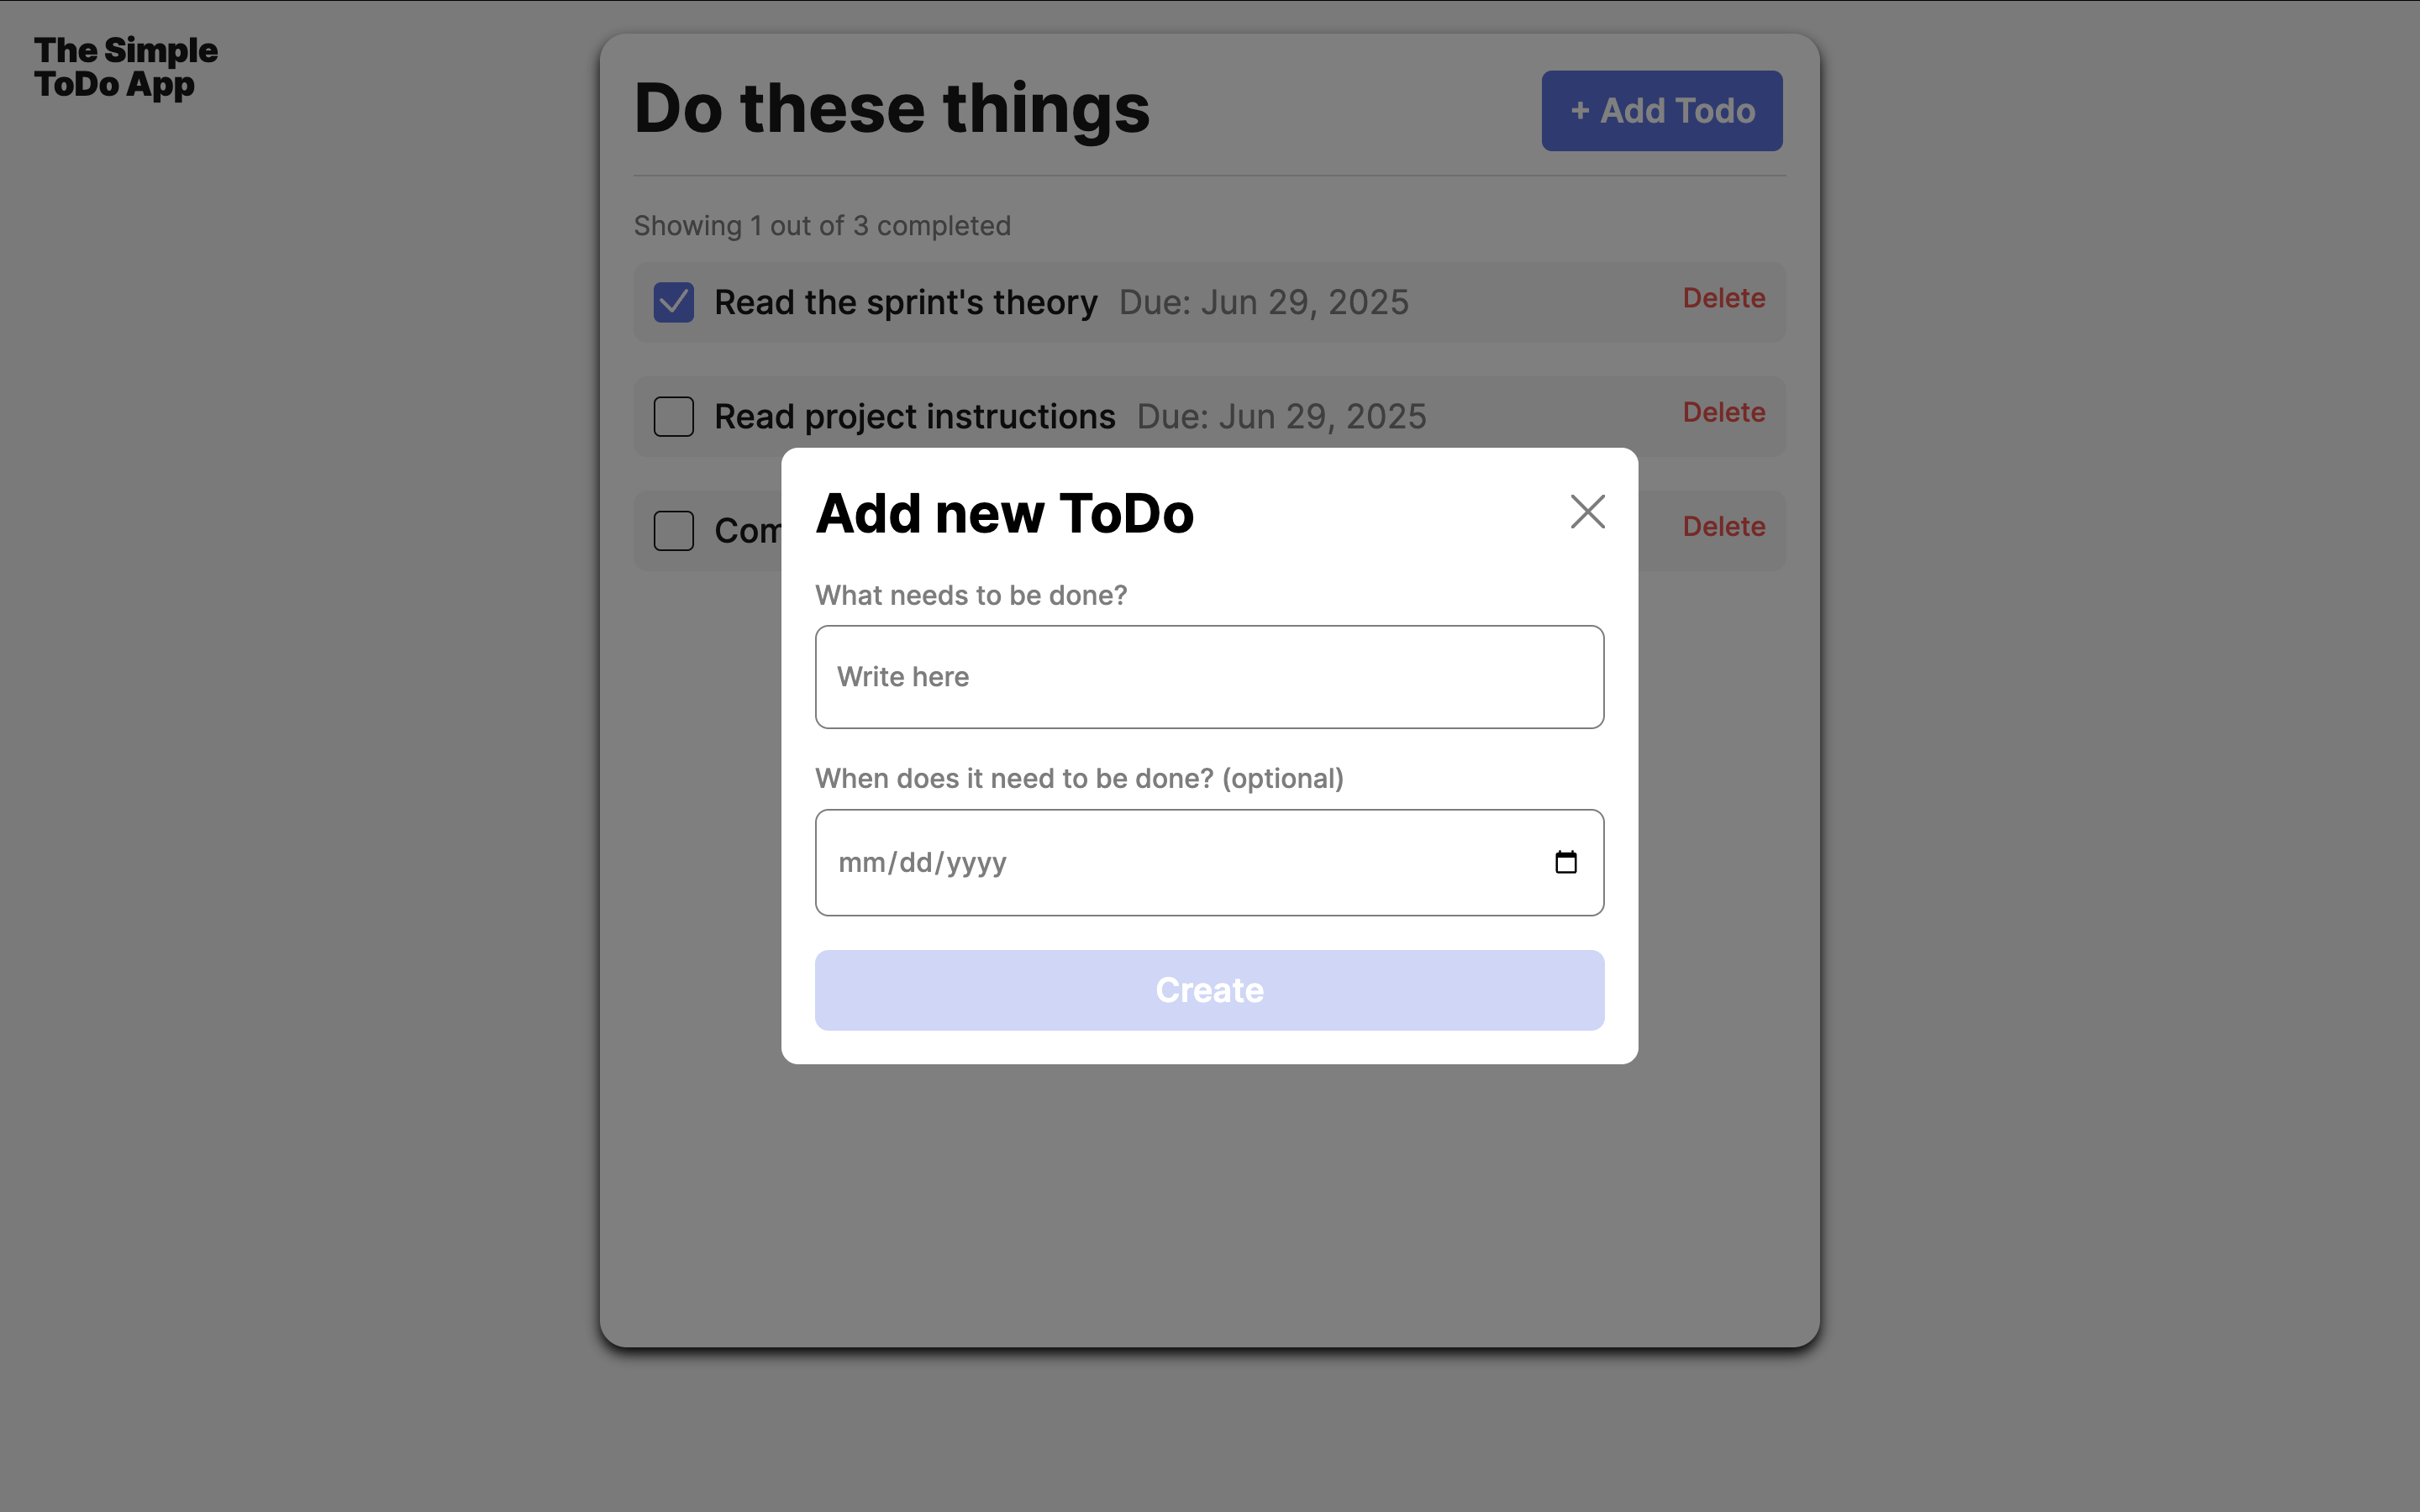 The Simple
ToDo App
Do these things
+ Add Todo
Showing 1 out of 3 completed
Read the sprint's theory Due: Jun 29, 2025 Delete
Read project instructions Due: Jun 29, 2025 Delete
Com Delete
Add new ToDo
What needs to be done?
Write here
When does it need to be done? (optional)
mm/dd/yyyy
Create